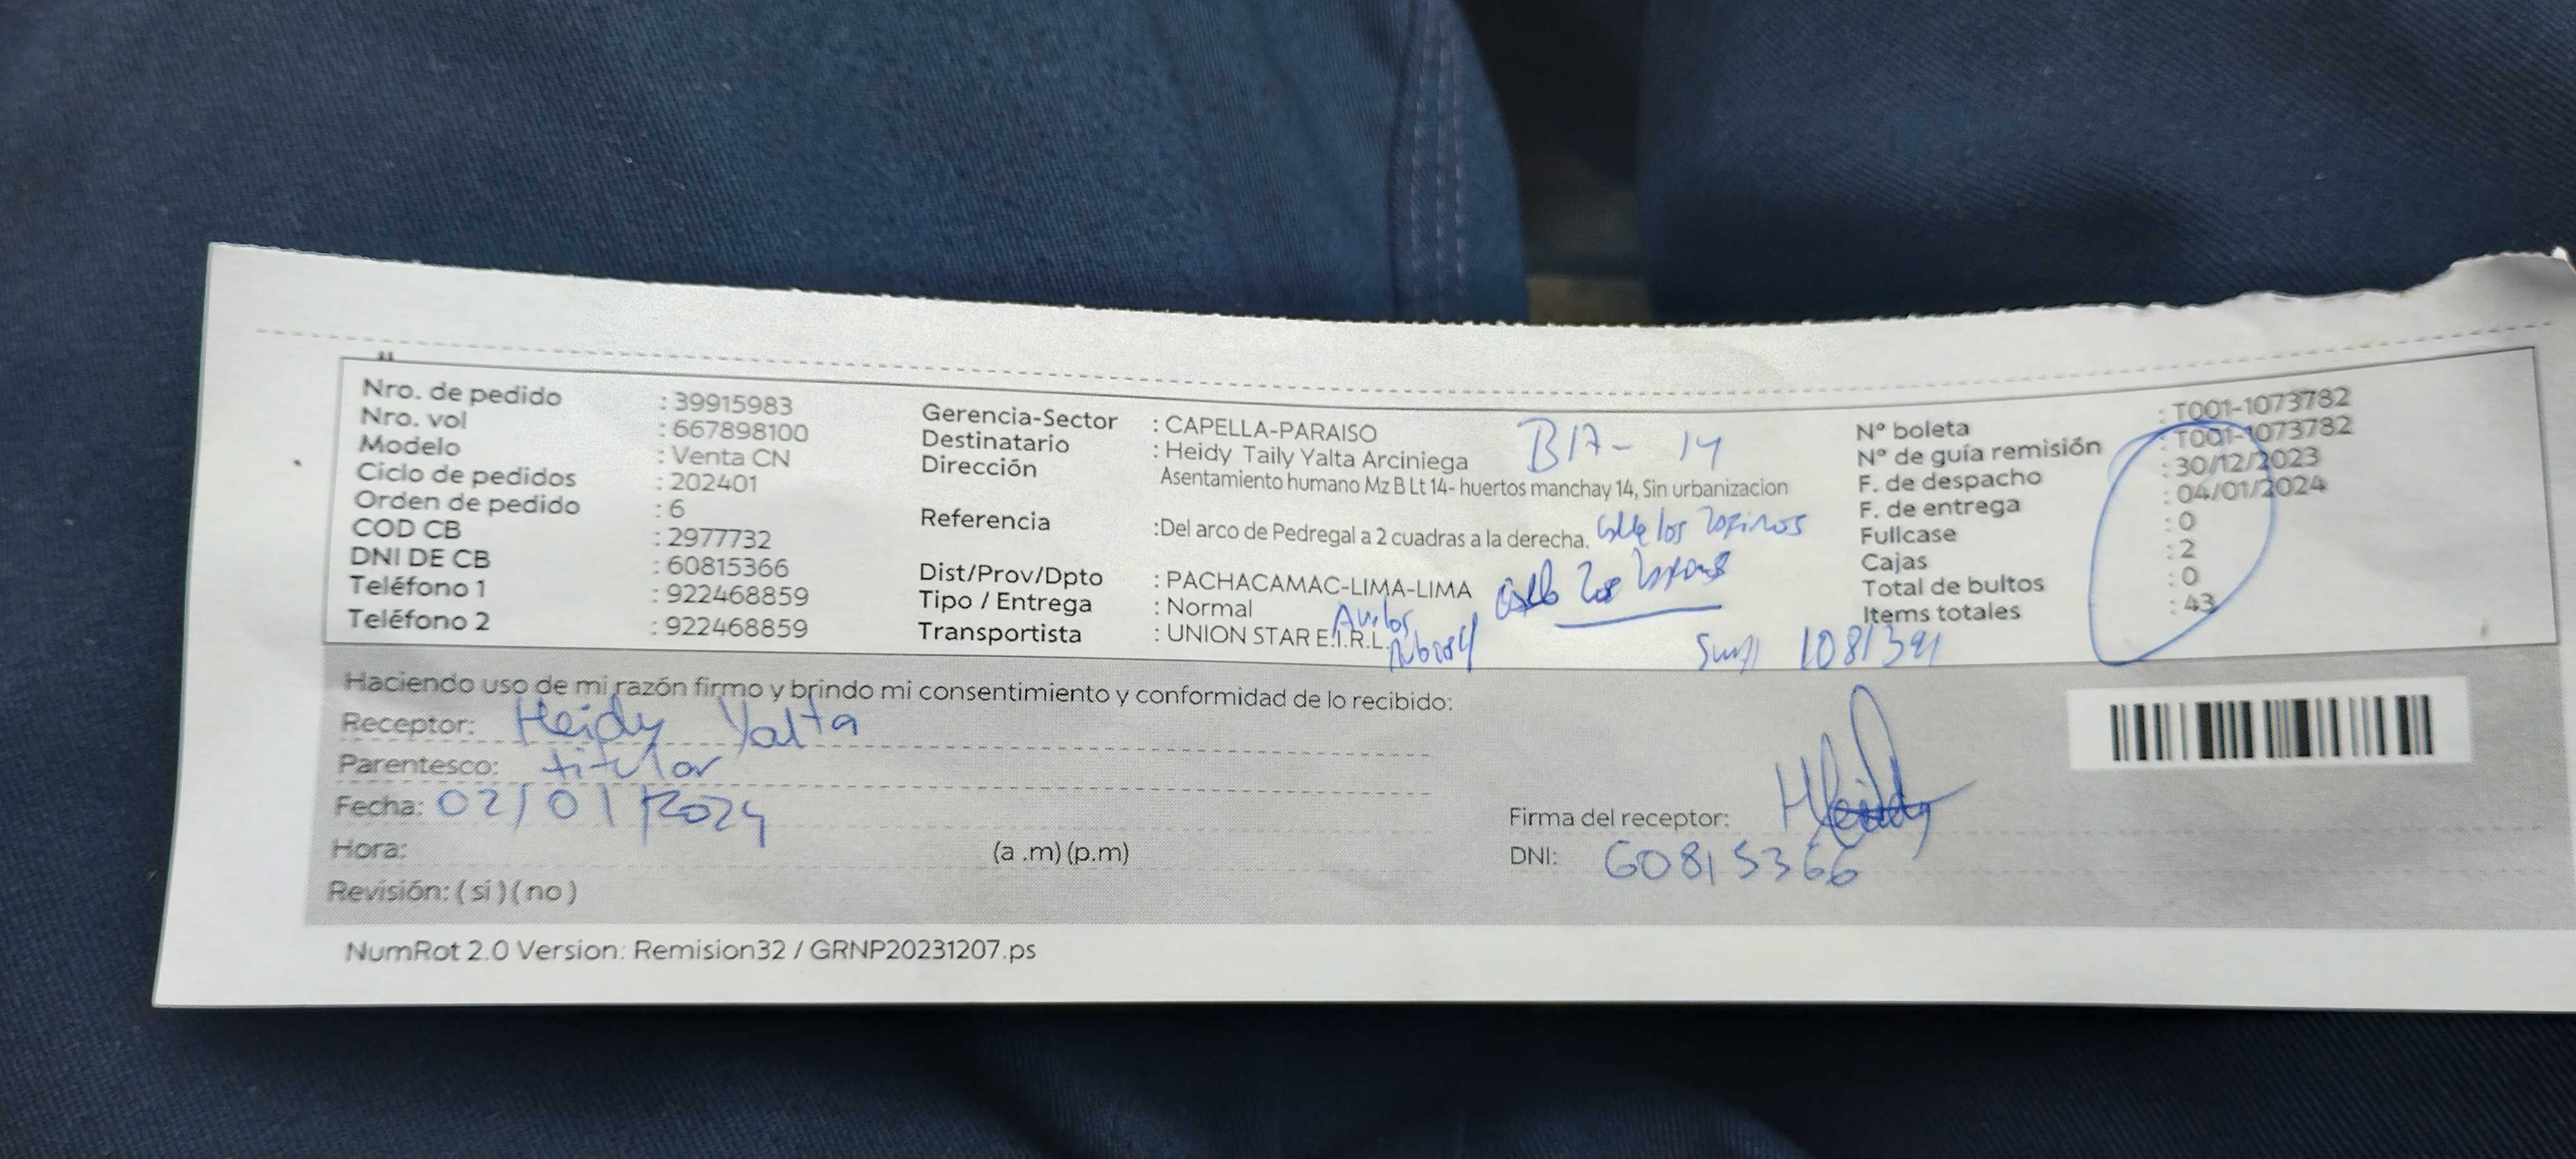 Nro. de pedido : 39915983
Nro. vol : 667898100
Modelo : Venta CN
Ciclo de pedidos : 202401
Orden de pedido : 6
COD CB : 2977732
DNI DE CB : 60815366
Teléfono 1 : 922468859
Teléfono 2 : 922468859
Gerencia-Sector : CAPELLA-PARAISO
Destinatario : Heidy Taily Yalta Arciniega
Dirección
Asentamiento humano Mz B Lt 14- huertos manchay 14, Sin urbanizacion
Referencia :Del arco de Pedregal a 2 cuadras a la derecha. calle los
Dist/Prov/Dpto : PACHACAMAC-LIMA-LIMA
Tipo / Entrega : Normal
Transportista : UNION STAR E.I.R.L.
Nº boleta : T001-1073782
Nº de guía remisión : T001-1073782
F. de despacho : 30/12/2023
F. de entrega : 04/01/2024
Fullcase : 0
Cajas : 2
Total de bultos : 0
Items totales : 43
Haciendo uso de mi razón firmo y brindo mi consentimiento y conformidad de lo recibido:
Receptor: Heidy Yalta
Parentesco: titular
Fecha: 02/01/2024
Hora: (a .m) (p.m)
Revisión: ( si ) ( no )
Firma del receptor: Heidy
DNI: 60815366
NumRot 2.0 Version: Remision32 / GRNP20231207.ps